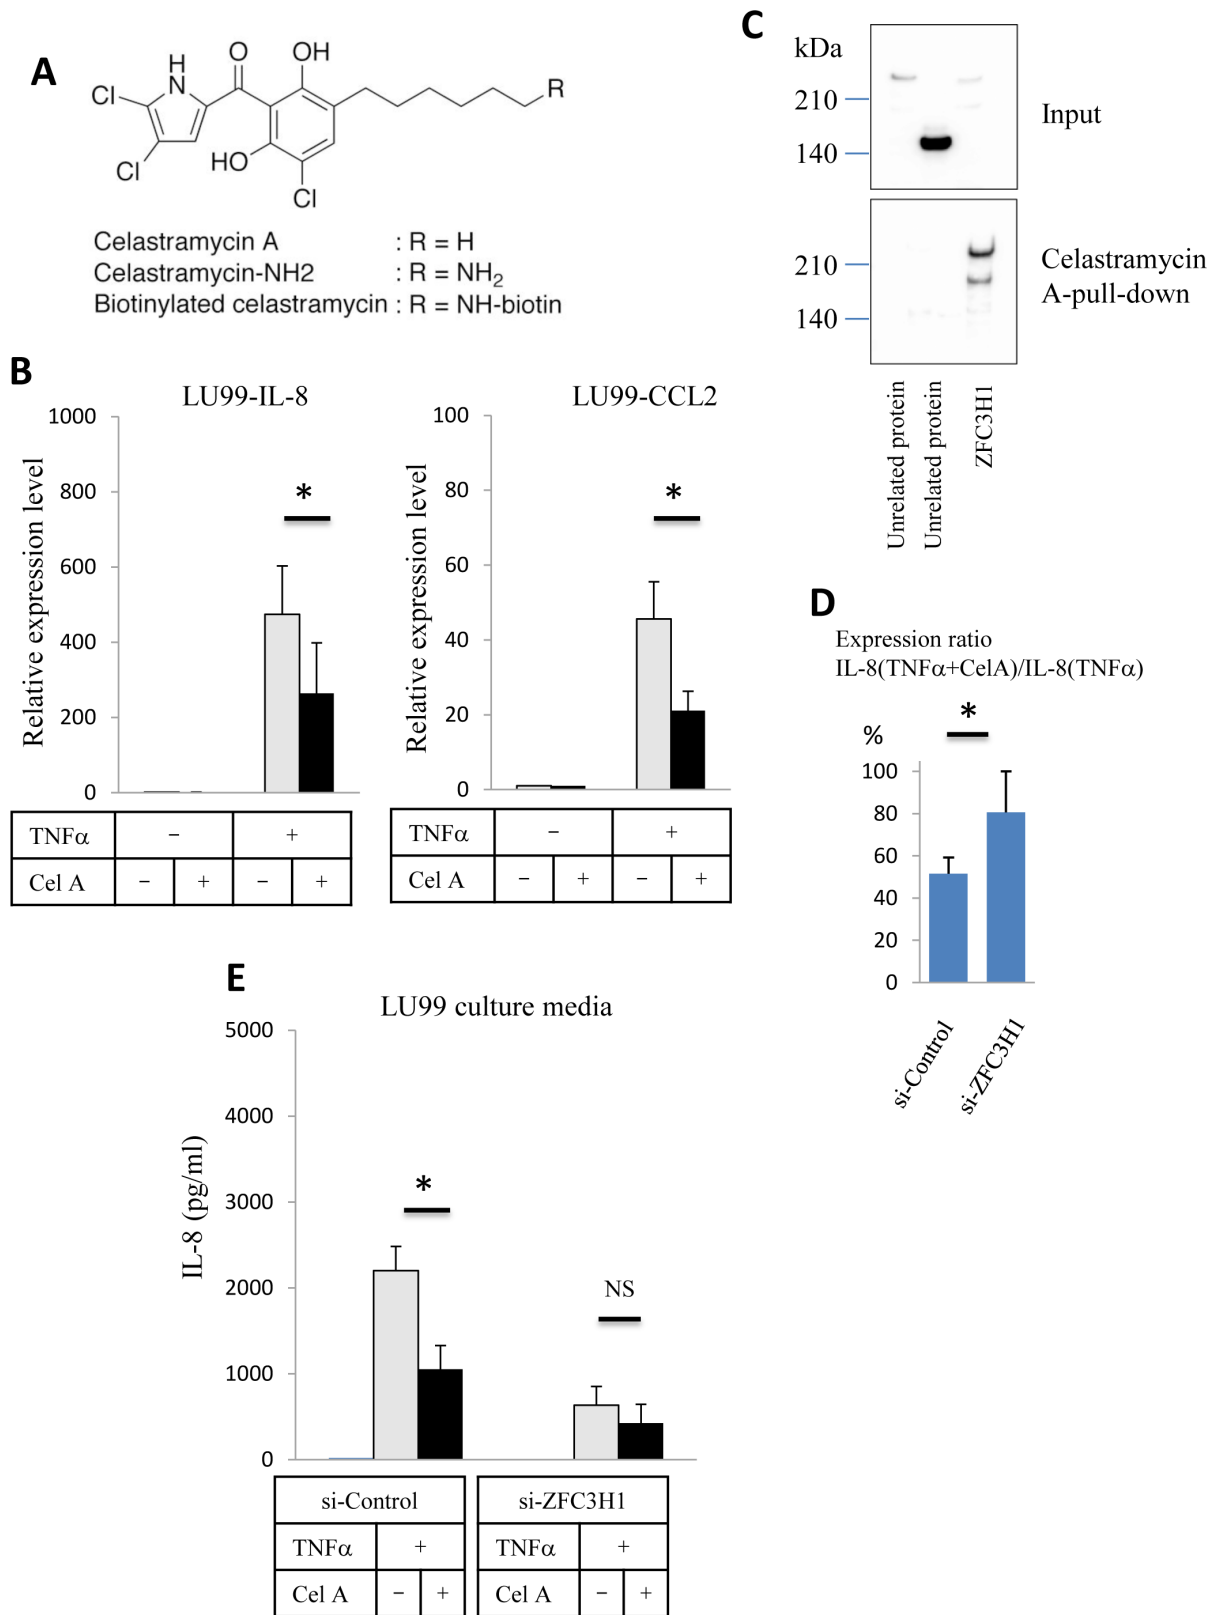 A
H
N
O
OH
Cl
R
Cl
HO
Cl
Celastramycin A : R = H
Celastramycin-NH2 : R = NH2
Biotinylated celastramycin : R = NH-biotin
B
LU99-IL-8
Relative expression level
1000
800
600
400
200
0
*
TNFα − +
Cel A − + − +
LU99-CCL2
Relative expression level
100
80
60
40
20
0
*
TNFα − +
Cel A − + − +
C
kDa
210
140
Input
210
140
Celastramycin
A-pull-down
Unrelated protein
Unrelated protein
ZFC3H1
D
Expression ratio
IL-8(TNFα+CelA)/IL-8(TNFα)
*
%
100
80
60
40
20
0
si-Control
si-ZFC3H1
E
LU99 culture media
IL-8 (pg/ml)
5000
4000
3000
2000
1000
0
*
NS
si-Control
TNFα +
Cel A − +
si-ZFC3H1
TNFα +
Cel A − +